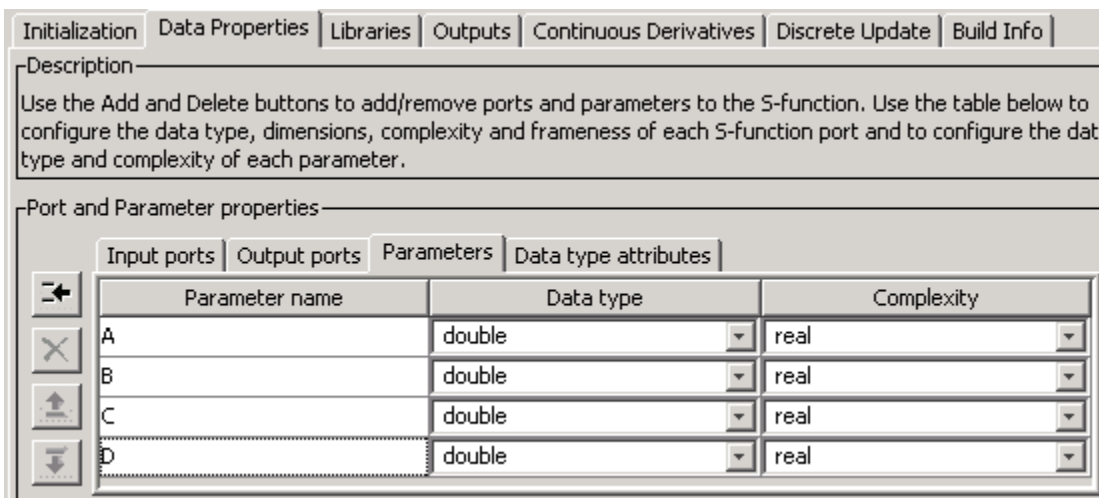 Initialization Data Properties Libraries Outputs Continuous Derivatives Discrete Update Build Info
Description
Use the Add and Delete buttons to add/remove ports and parameters to the S-function. Use the table below to
configure the data type, dimensions, complexity and frameness of each S-function port and to configure the dat
type and complexity of each parameter.
Port and Parameter properties
Input ports Output ports Parameters Data type attributes
Parameter name Data type Complexity
A double real
B double real
C double real
D double real